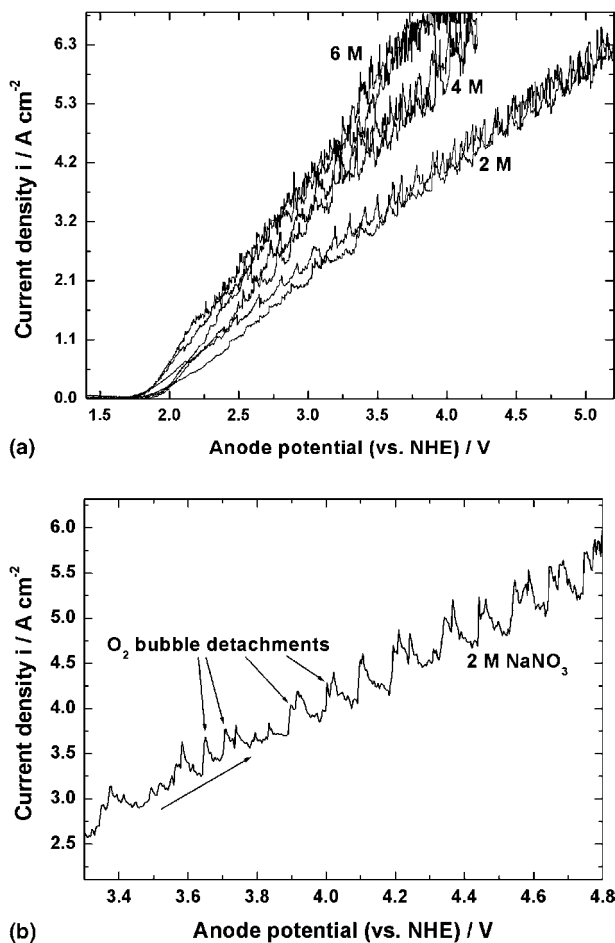 6.3
5.3
4.2
3.2
2.1
1.1
0.0
Current density i / A cm⁻²
6 M
4 M
2 M
1.5 2.0 2.5 3.0 3.5 4.0 4.5 5.0
Anode potential (vs. NHE) / V
(a)
6.0
5.5
5.0
4.5
4.0
3.5
3.0
2.5
Current density i / A cm⁻²
O₂ bubble detachments
2 M NaNO₃
3.4 3.6 3.8 4.0 4.2 4.4 4.6 4.8
Anode potential (vs. NHE) / V
(b)